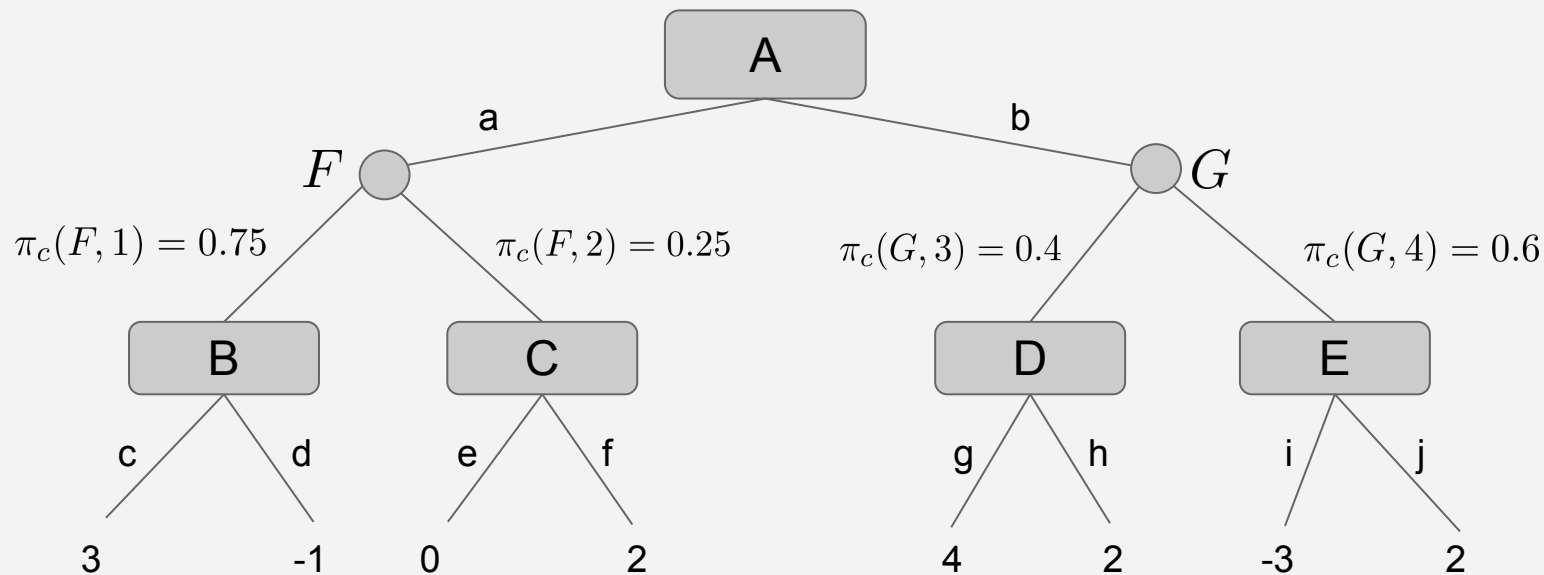 A
a
b
F
G
π_c(F, 1) = 0.75
π_c(F, 2) = 0.25
π_c(G, 3) = 0.4
π_c(G, 4) = 0.6
B
C
D
E
c
d
e
f
g
h
i
j
3
-1
0
2
4
2
-3
2